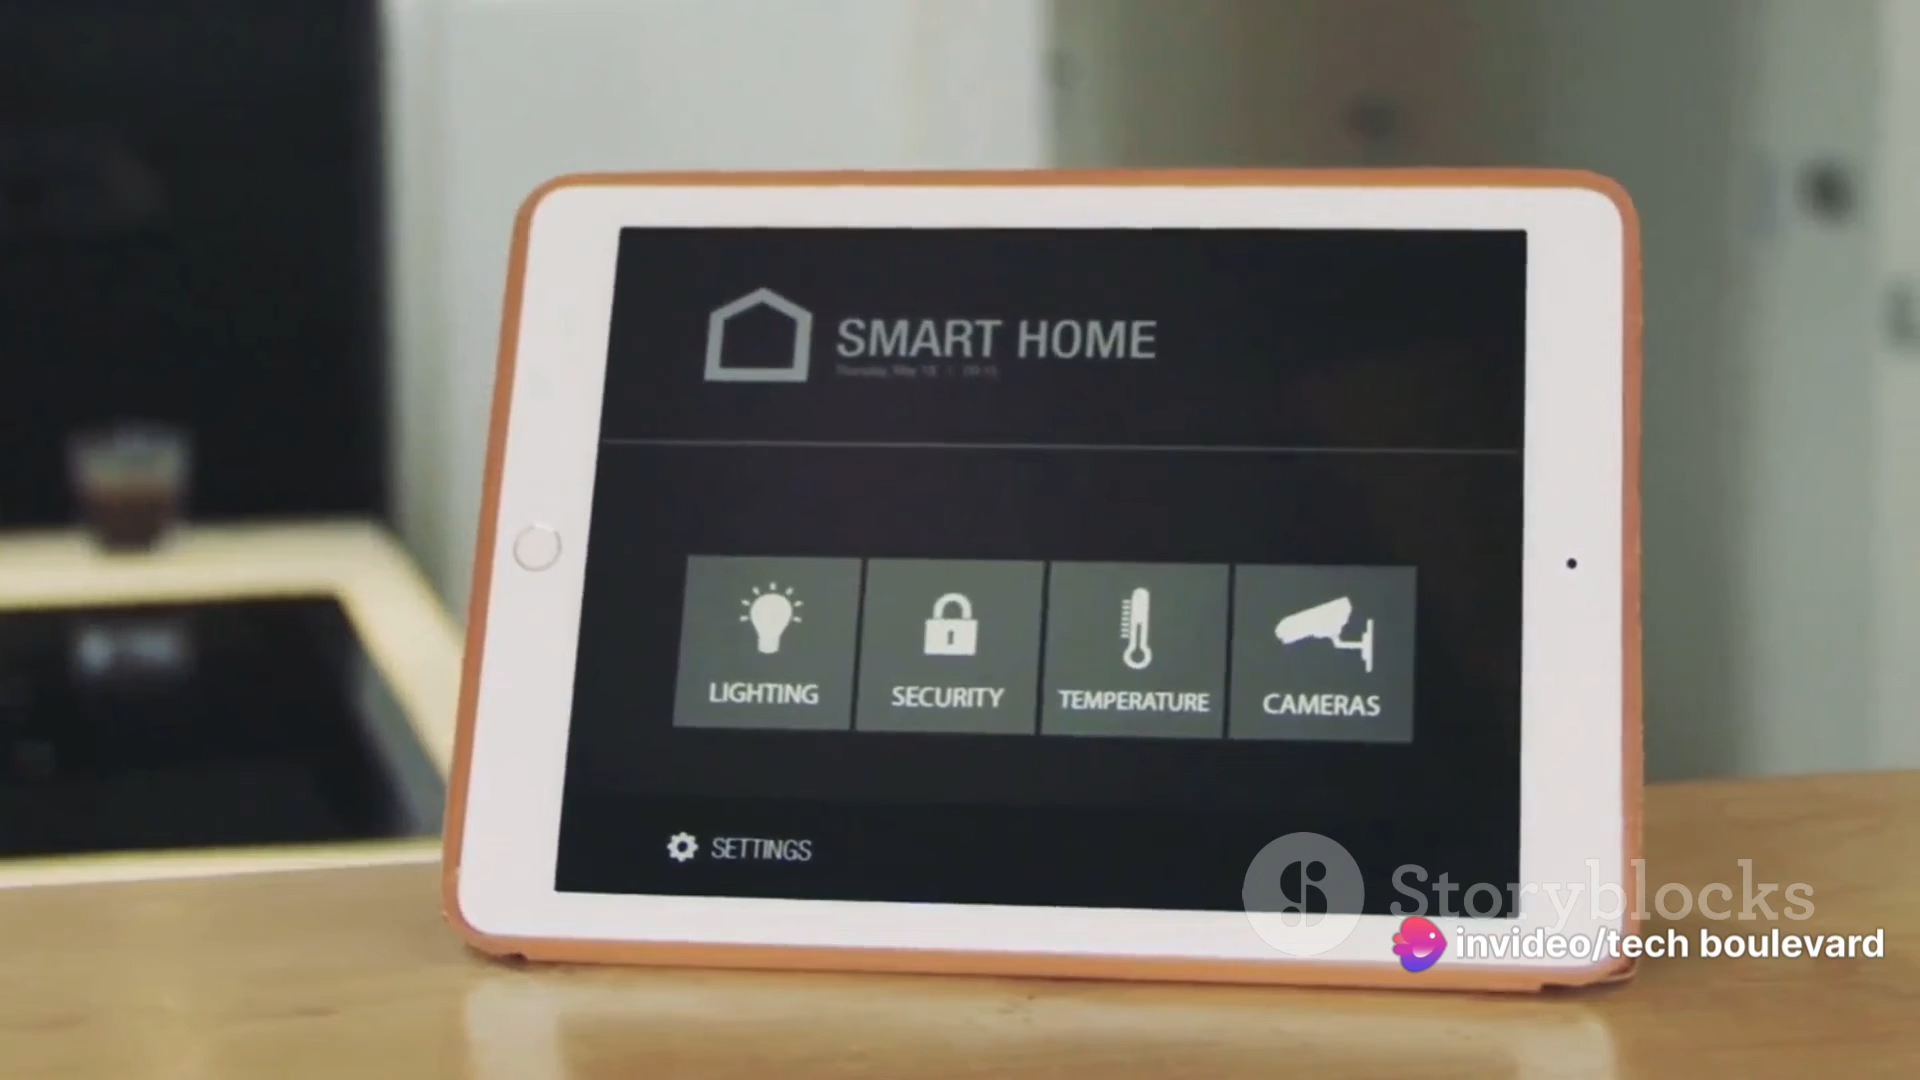 SMART HOME
LIGHTING
SECURITY
TEMPERATURE
CAMERAS
SETTINGS
Storyblocks
invideo/tech boulevard